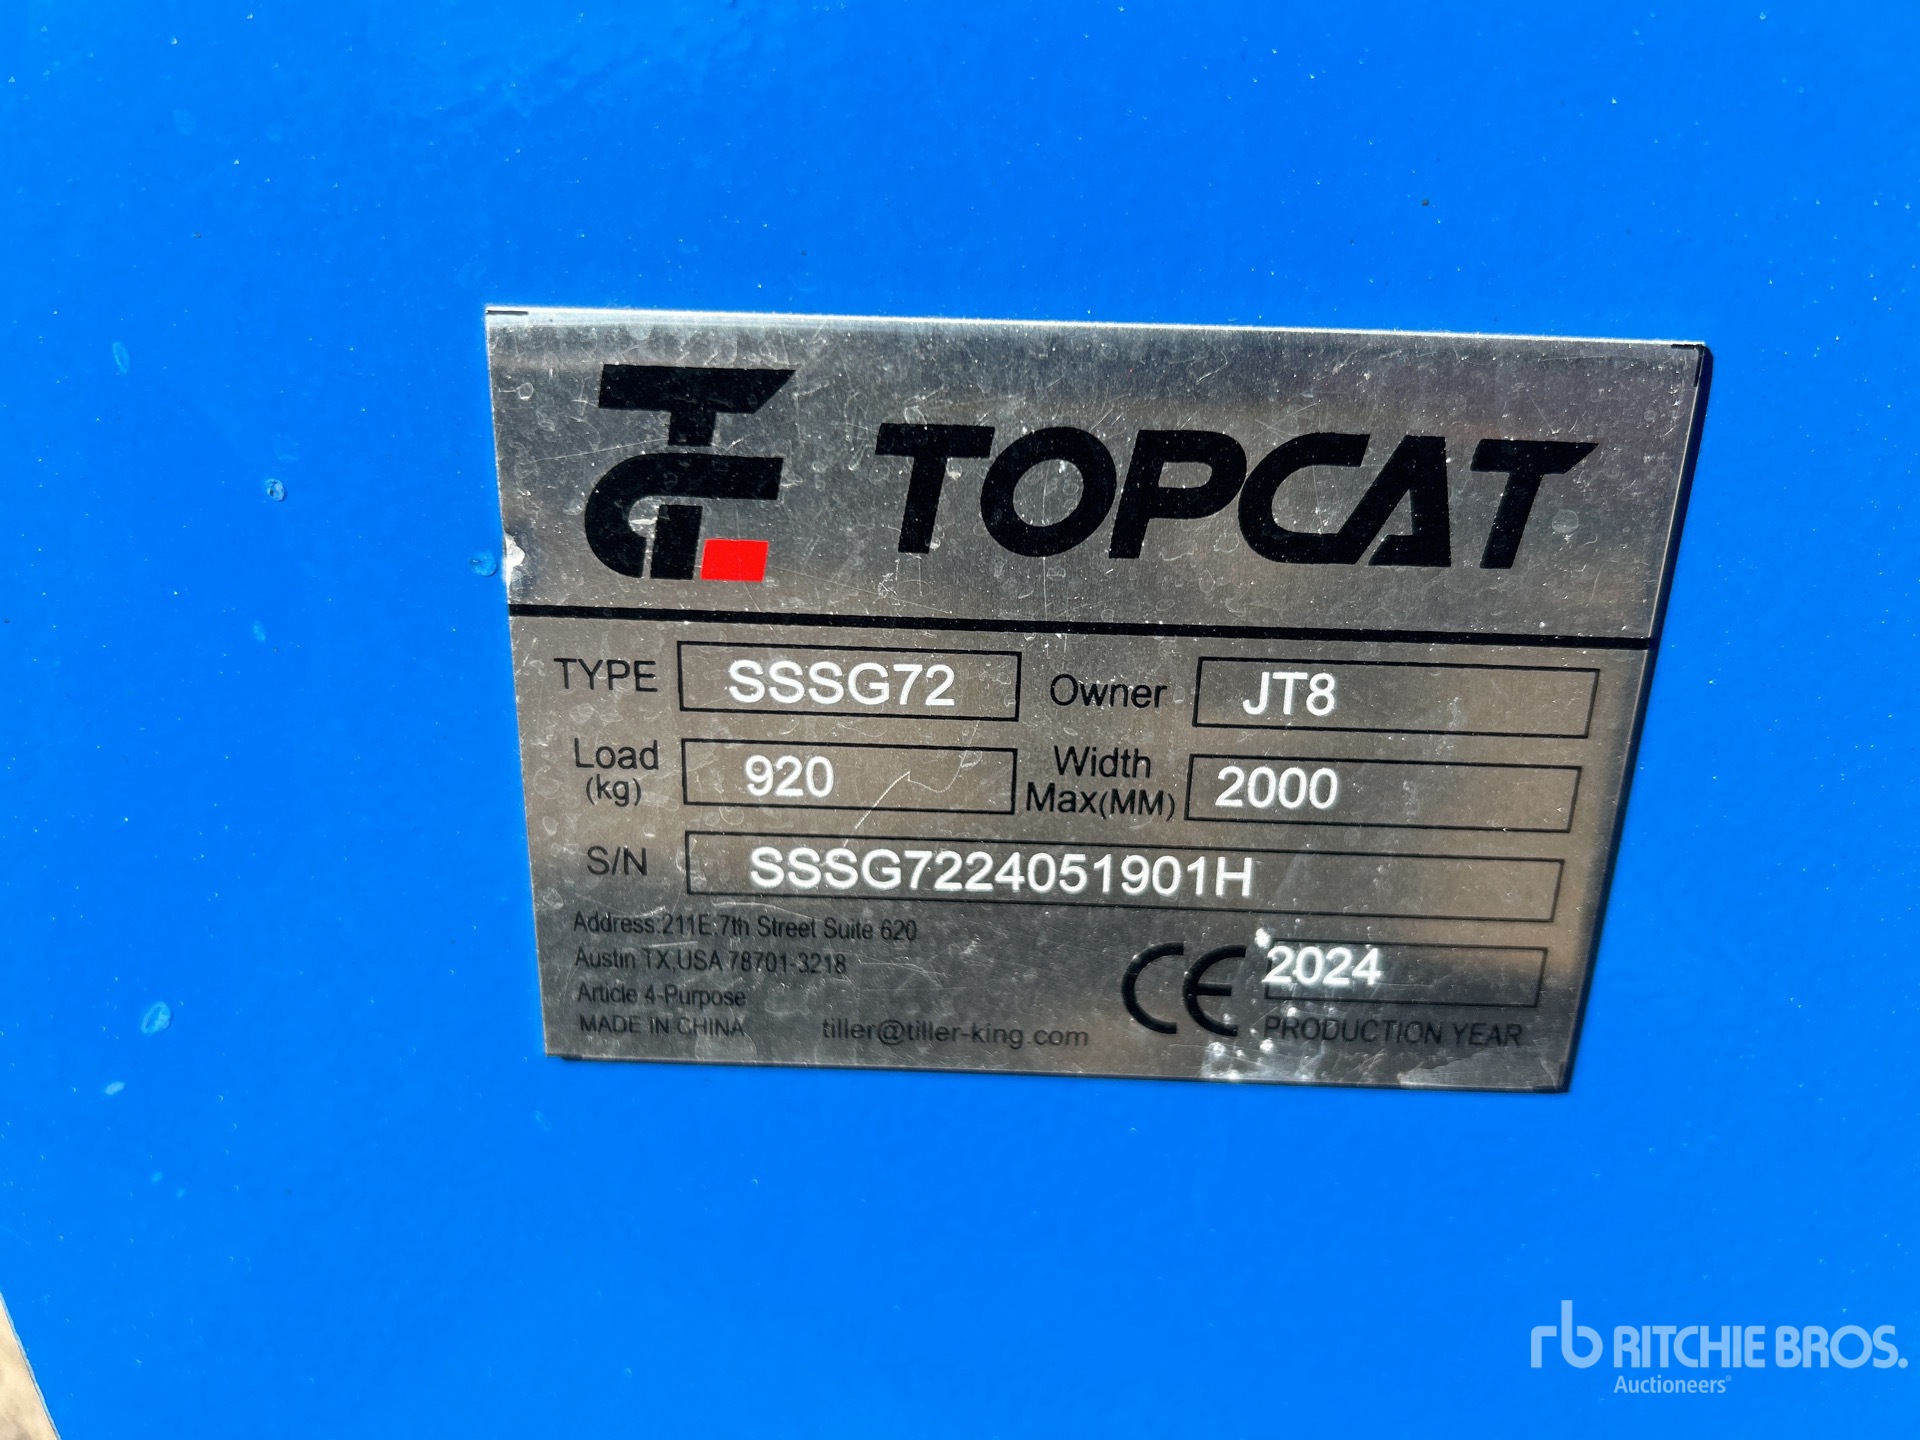 TOPCAT
TYPE SSSG72 Owner JT8
Load (kg) 920 Width Max(MM) 2000
S/N SSSG7224051901H
Address:211E.7th Street Suite 620
Austin TX,USA 78701-3218
Article 4-Purpose
MADE IN CHINA tiller@tiller-king.com
CE 2024
PRODUCTION YEAR
rb RITCHIE BROS.
Auctioneers